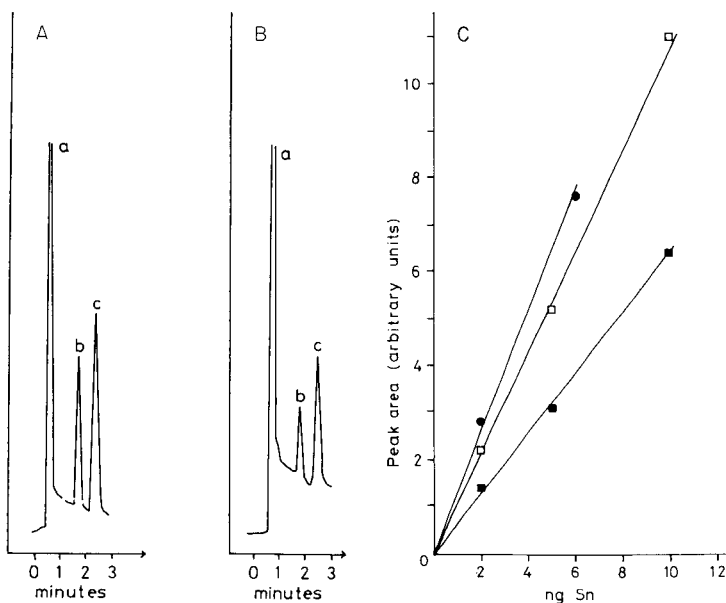 A
a
b
c
0 1 2 3
minutes
B
a
b
c
0 1 2 3
minutes
C
Peak area (arbitrary units)
10
8
6
4
2
0
2 4 6 8 10 12
ng Sn